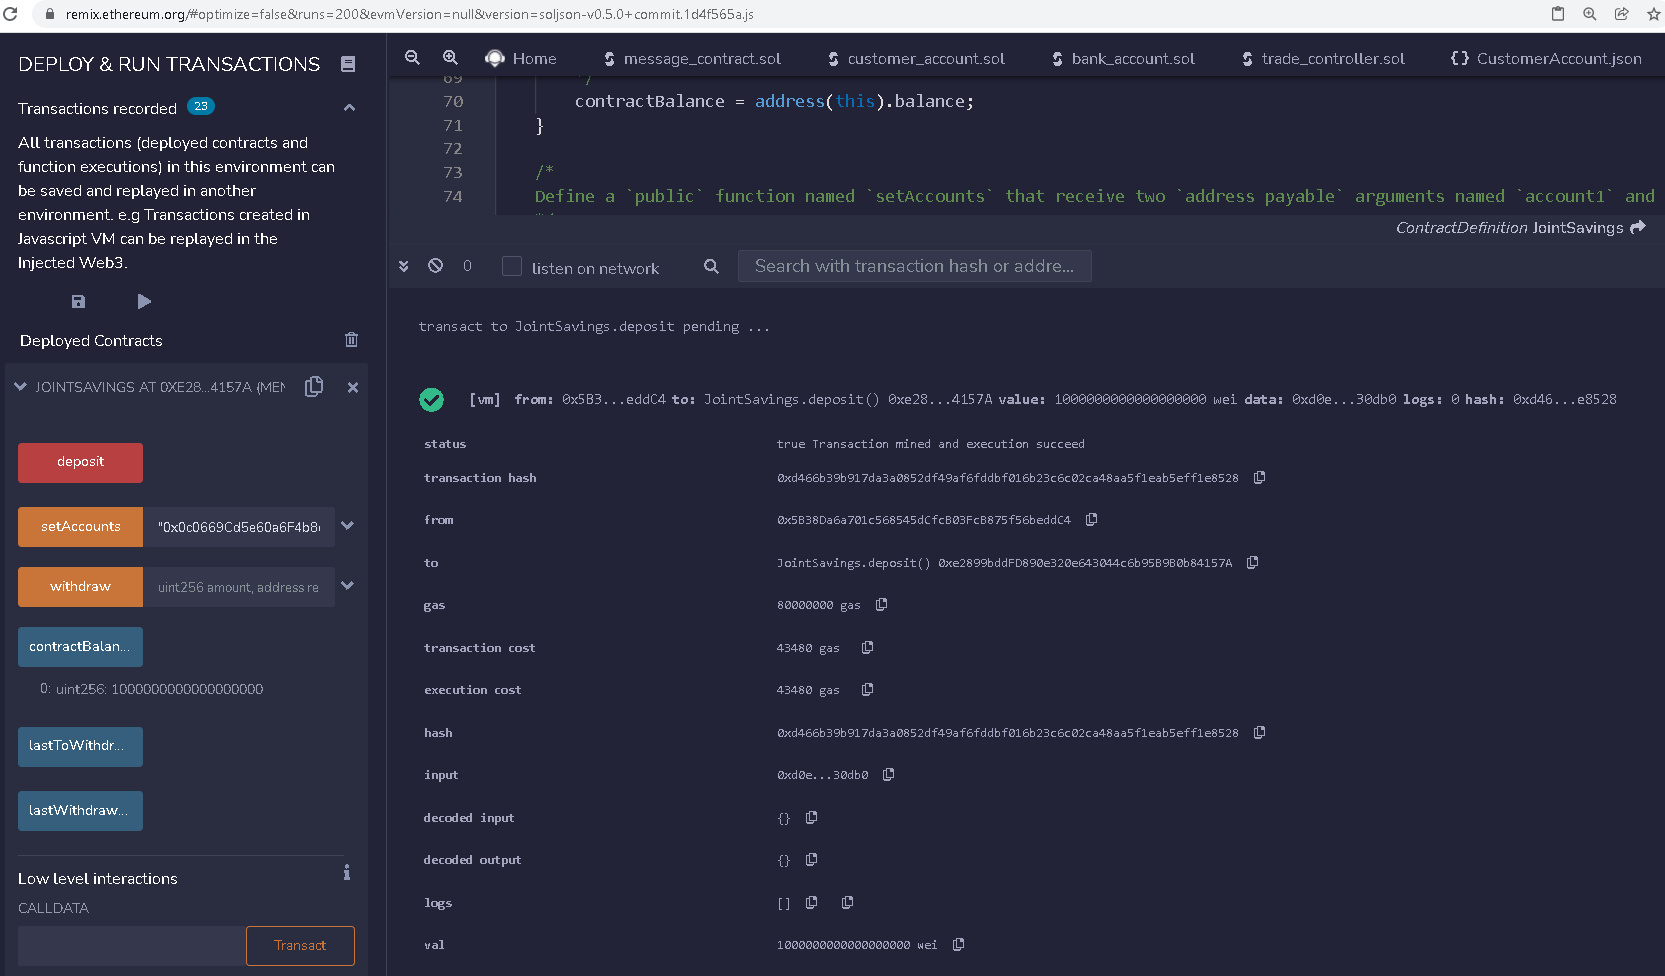 remix.ethereum.org/#optimize=false&runs=200&evmVersion=null&version=soljson-v0.5.0+commit.1d4f565a.js
DEPLOY & RUN TRANSACTIONS
Transactions recorded 23
All transactions (deployed contracts and
function executions) in this environment can
be saved and replayed in another
environment. e.g Transactions created in
Javascript VM can be replayed in the
Injected Web3.
Deployed Contracts
JOINTSAVINGS AT 0XE28...4157A (MEM
deposit
setAccounts "0x0c0669Cd5e60a6F4b8
withdraw uint256 amount, address re
contractBalan...
0: uint256: 1000000000000000000
lastToWithdr...
lastWithdraw...
Low level interactions
CALLDATA
Transact
Home message_contract.sol customer_account.sol bank_account.sol trade_controller.sol {} CustomerAccount.json
69 */
70 contractBalance = address(this).balance;
71 }
72
73 /*
74 Define a `public` function named `setAccounts` that receive two `address payable` arguments named `account1` and
ContractDefinition JointSavings
0 listen on network Search with transaction hash or addre...
transact to JointSavings.deposit pending ...
[vm] from: 0x5B3...eddC4 to: JointSavings.deposit() 0xe28...4157A value: 1000000000000000000 wei data: 0xd0e...30db0 logs: 0 hash: 0xd46...e8528
status true Transaction mined and execution succeed
transaction hash 0xd466b39b917da3a0852df49af6fddbf016b23c6c02ca48aa5f1eab5eff1e8528
from 0x5B38Da6a701c568545dCfcB03FcB875f56beddC4
to JointSavings.deposit() 0xe2899bddFD890e320e643044c6b95B9B0b84157A
gas 80000000 gas
transaction cost 43480 gas
execution cost 43480 gas
hash 0xd466b39b917da3a0852df49af6fddbf016b23c6c02ca48aa5f1eab5eff1e8528
input 0xd0e...30db0
decoded input {}
decoded output {}
logs []
val 1000000000000000000 wei